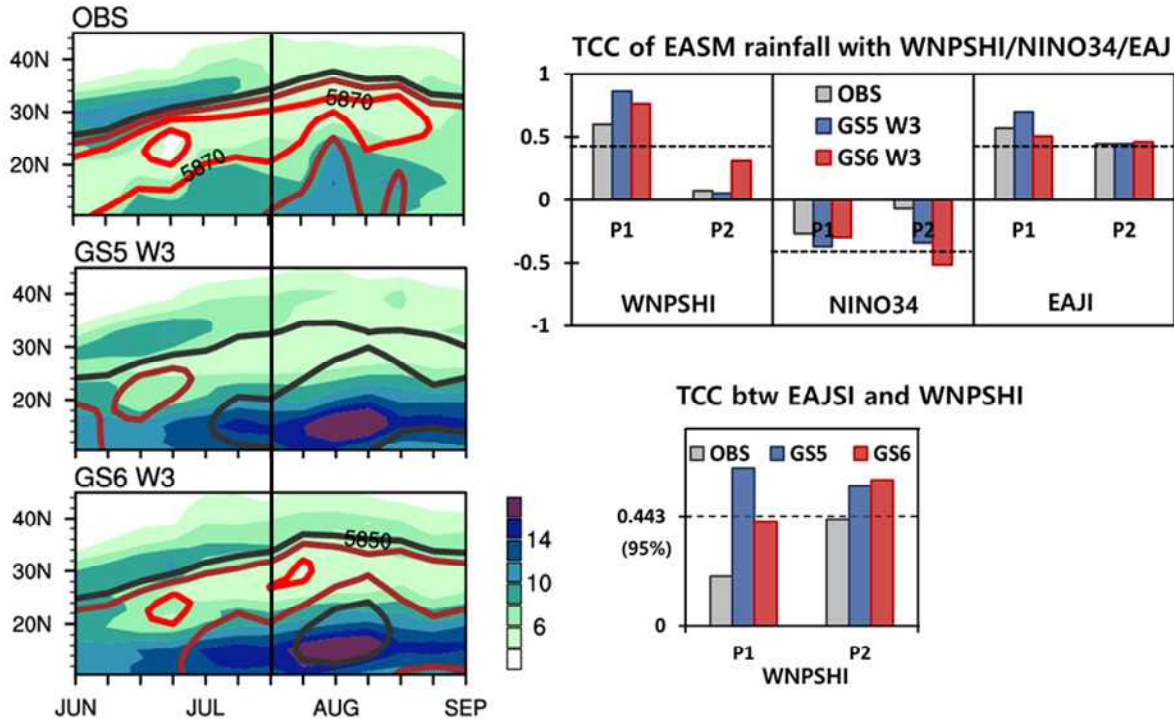 OBS
40N
30N
20N
5870
5870
GS5 W3
40N
30N
20N
GS6 W3
40N
30N
20N
5850
JUN JUL AUG SEP
14
10
6
TCC of EASM rainfall with WNPSHI/NINO34/EAJ
1
0.5
0
-0.5
-1
OBS
GS5 W3
GS6 W3
P1 P2 P1 P2 P1 P2
WNPSHI NINO34 EAJI
TCC btw EAJSI and WNPSHI
OBS GS5 GS6
0.443
(95%)
0
P1 P2
WNPSHI